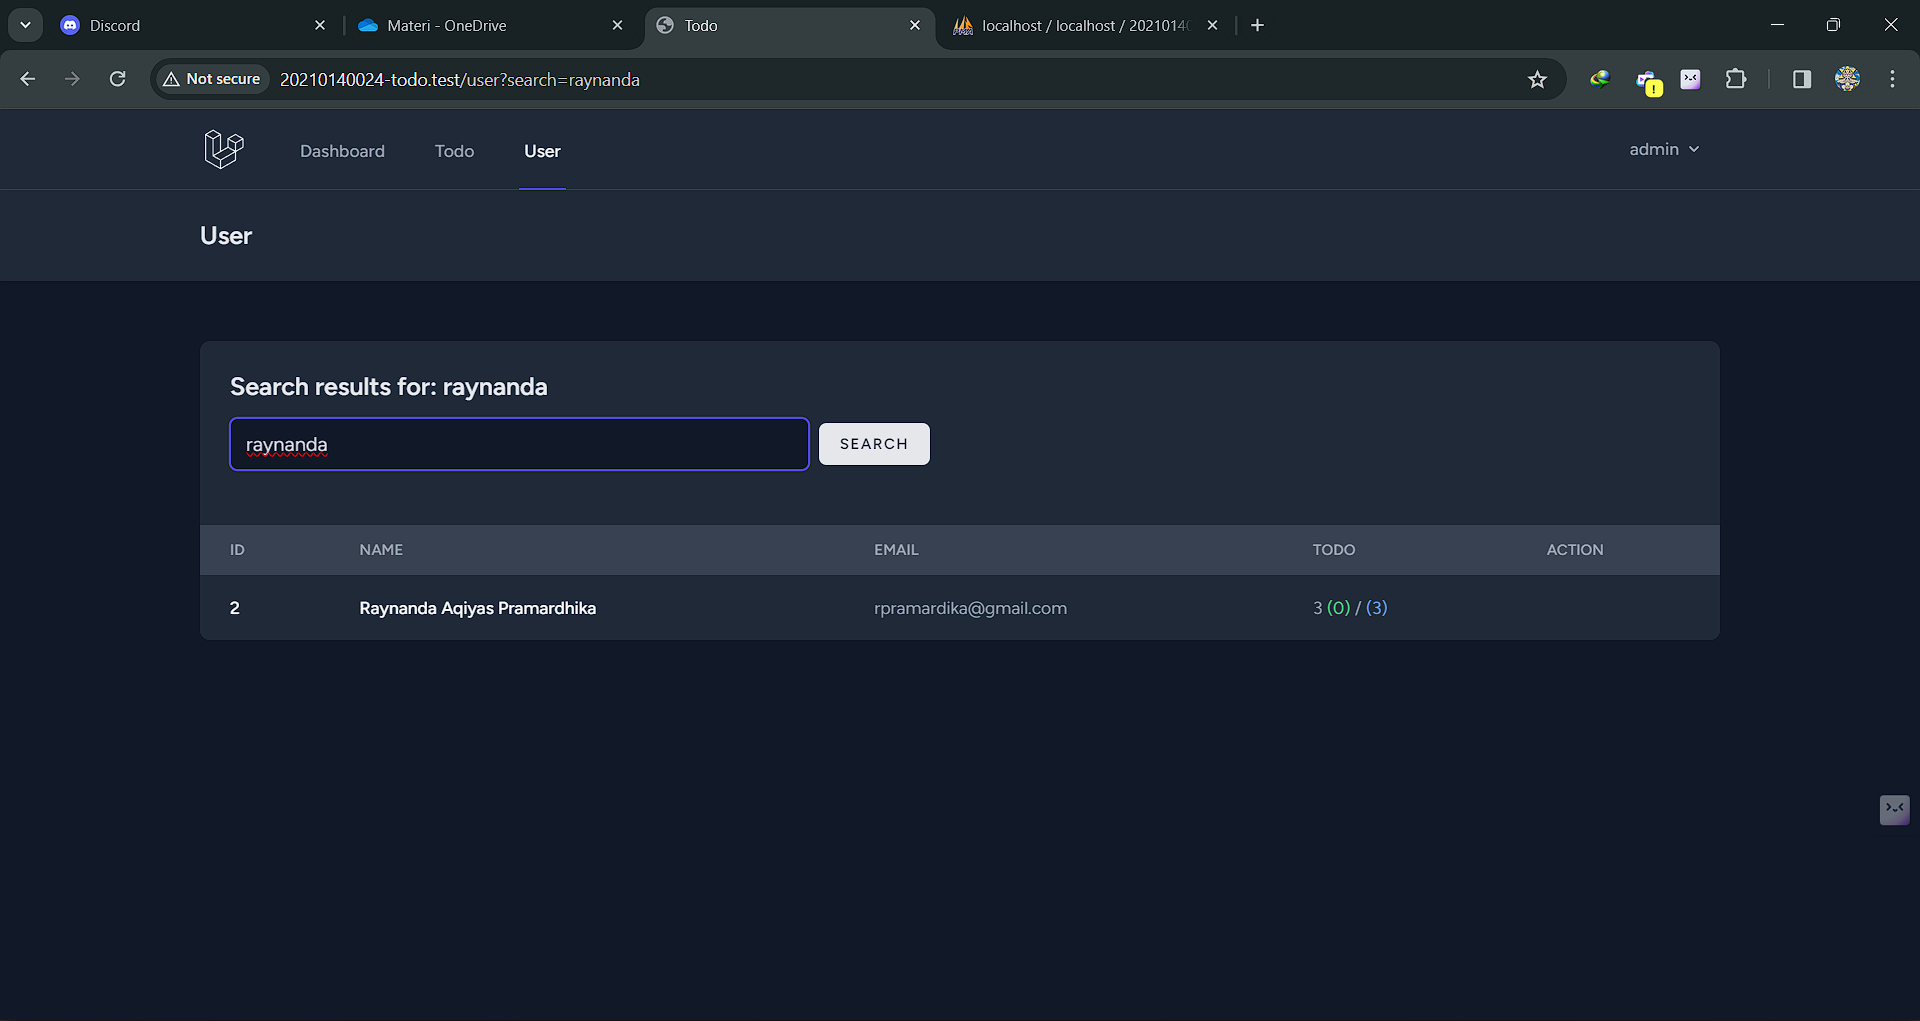 Discord
Materi - OneDrive
Todo
localhost / localhost / 2021014
Not secure
20210140024-todo.test/user?search=raynanda
Dashboard
Todo
User
admin
User
Search results for: raynanda
raynanda
SEARCH
ID
NAME
EMAIL
TODO
ACTION
2
Raynanda Aqiyas Pramardhika
rpramardika@gmail.com
3 (0) / (3)